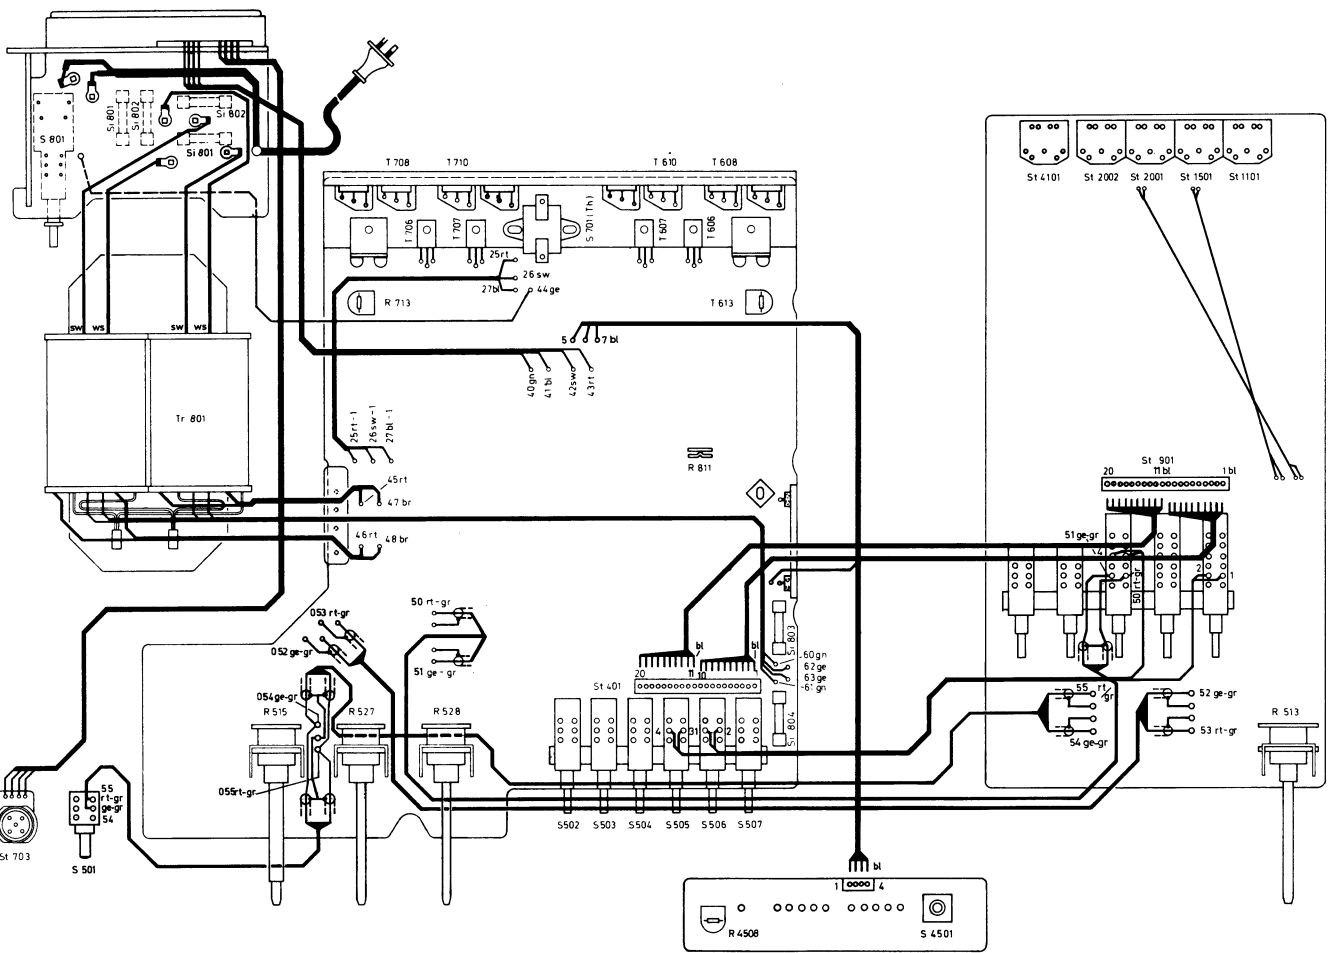 S 801
Si 801
Si 802
Si 802
Si 801
T 708
T 710
T 610
T 608
T 706
T 707
S 701 (Th)
T 607
T 606
St 4101
St 2002
St 2001
St 1501
St 1101
25 rt
26 sw
27 bl
44 ge
R 713
T 613
sw ws
sw ws
Tr 801
5 7 bl
40 gn
41 bl
42 sw
43 rt
25 rt - 1
26 sw - 1
27 bl - 1
45 rt
47 br
46 rt
48 br
R 811
St 901
20 11 bl 1 bl
51 ge-gr
4
50 rt-gr
2 1
053 rt-gr
052 ge-gr
50 rt-gr
51 ge-gr
054 ge-gr
R 515
R 527
R 528
055 rt-gr
Si 803
60 gn
62 ge
63 ge
61 gn
Si 804
bl
bl
20 11 10
St 401
4 3 1 2
S502
S503
S504
S505
S506
S507
55 rt
gr
54 ge-gr
52 ge-gr
53 rt-gr
R 513
St 703
55
rt-gr
ge-gr
54
S 501
bl
1 4
R 4508
S 4501